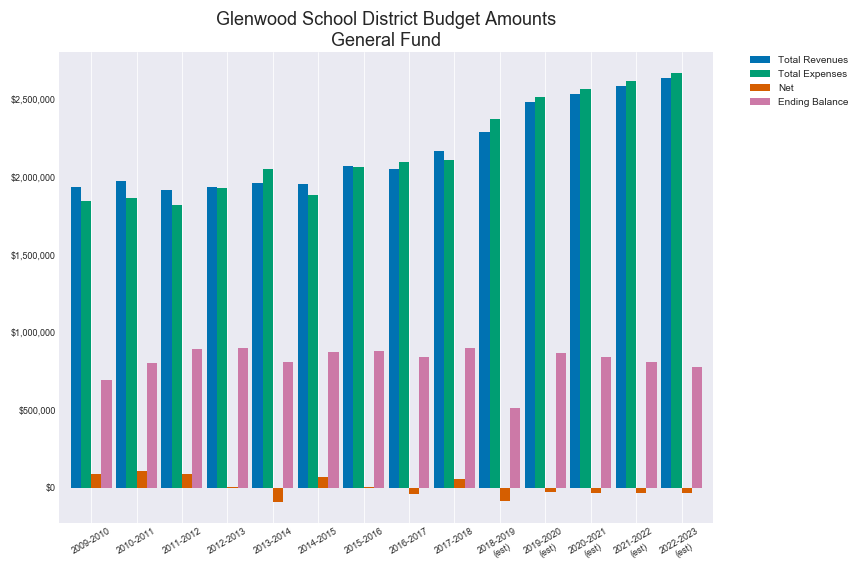 Glenwood School District Budget Amounts
General Fund
Total Revenues
Total Expenses
Net
Ending Balance
$2,500,000
$2,000,000
$1,500,000
$1,000,000
$500,000
$0
2009-2010
2010-2011
2011-2012
2012-2013
2013-2014
2014-2015
2015-2016
2016-2017
2017-2018
2018-2019
(est)
2019-2020
(est)
2020-2021
(est)
2021-2022
(est)
2022-2023
(est)